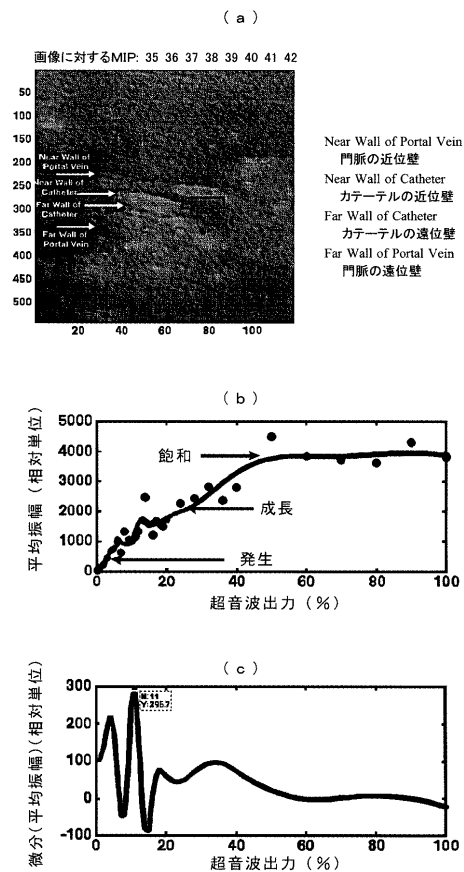 (a)
画像に対するMIP: 35 36 37 38 39 40 41 42
50
100
150
200
250
300
350
400
450
500
20 40 60 80 100
Near Wall of
Portal Vein
Near Wall of
Catheter
Far Wall of
Catheter
Far Wall of
Portal Vein
Near Wall of Portal Vein
門脈の近位壁
Near Wall of Catheter
カテーテルの近位壁
Far Wall of Catheter
カテーテルの遠位壁
Far Wall of Portal Vein
門脈の遠位壁
(b)
平均振幅(相対単位)
5000
4000
3000
2000
1000
0
飽和
成長
発生
0 20 40 60 80 100
超音波出力(%)
(c)
微分(平均振幅)(相対単位)
300
200
100
0
-100
X: 11
Y: 295.7
0 20 40 60 80 100
超音波出力(%)